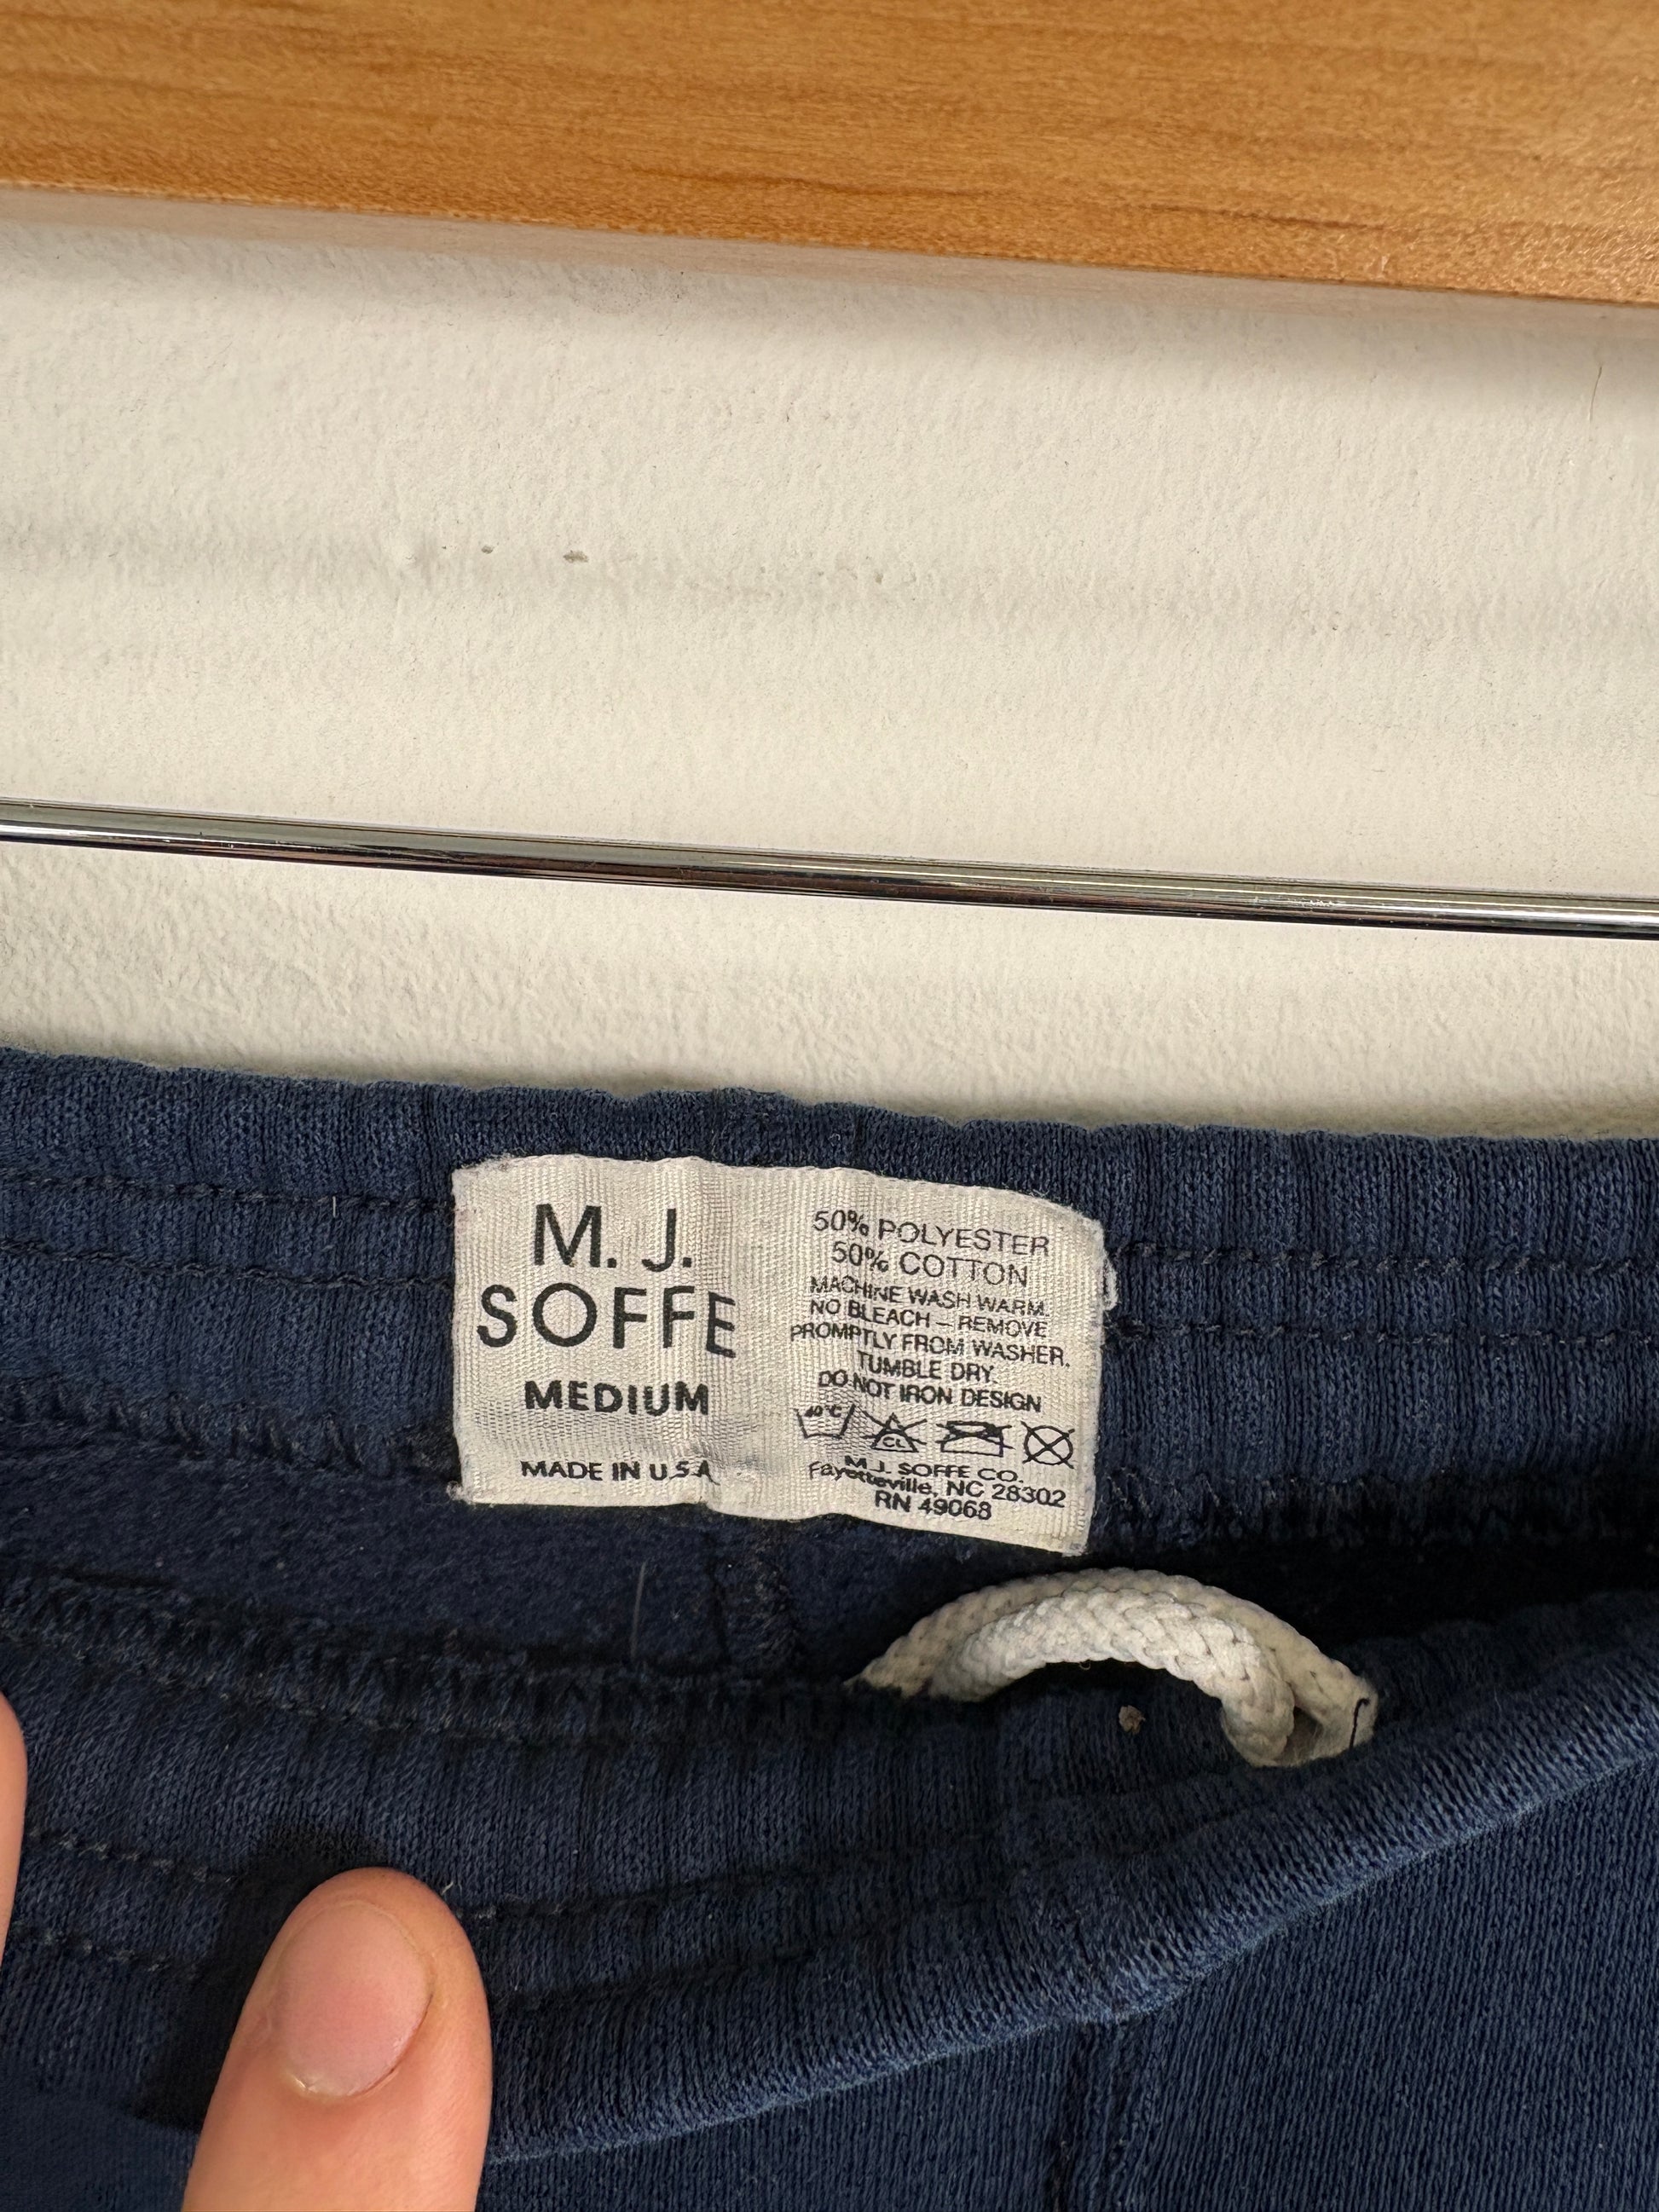 M. J.
SOFFE
MEDIUM
MADE IN U.S.A.
50% POLYESTER
50% COTTON
MACHINE WASH WARM.
NO BLEACH – REMOVE
PROMPTLY FROM WASHER.
TUMBLE DRY.
DO NOT IRON DESIGN
40°C
CL
M.J. SOFFE CO.
Fayetteville, NC 28302
RN 49068